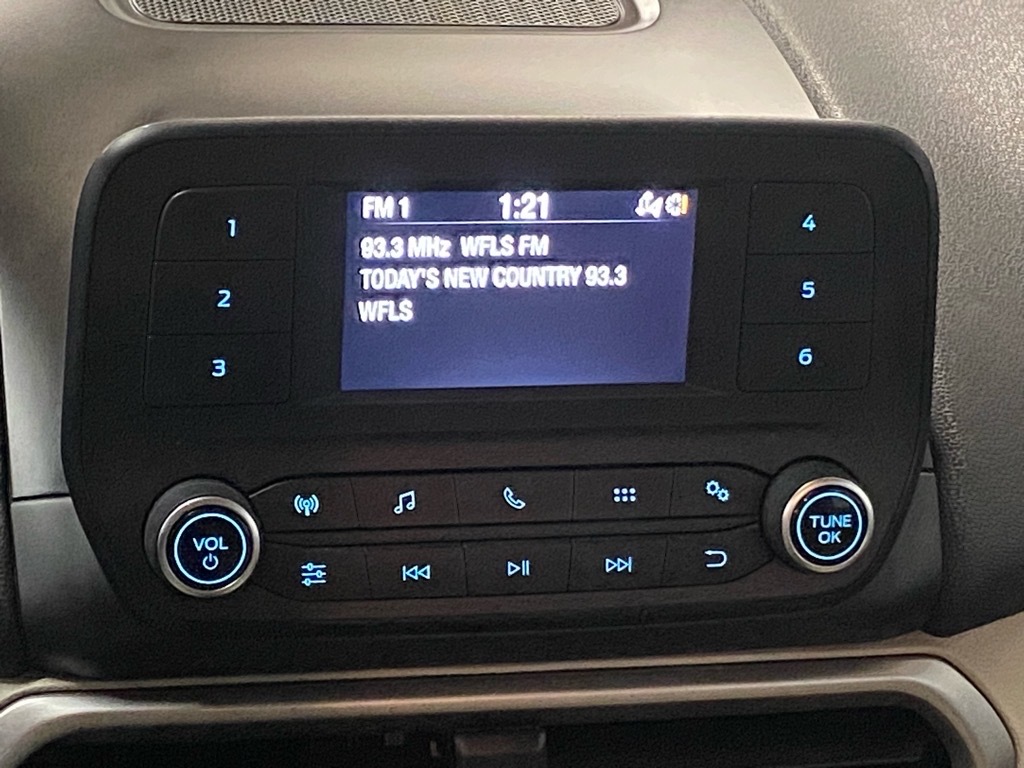 FM 1 1:21
93.3 MHz WFLS FM
TODAY'S NEW COUNTRY 93.3
WFLS
1
2
3
4
5
6
VOL
TUNE
OK